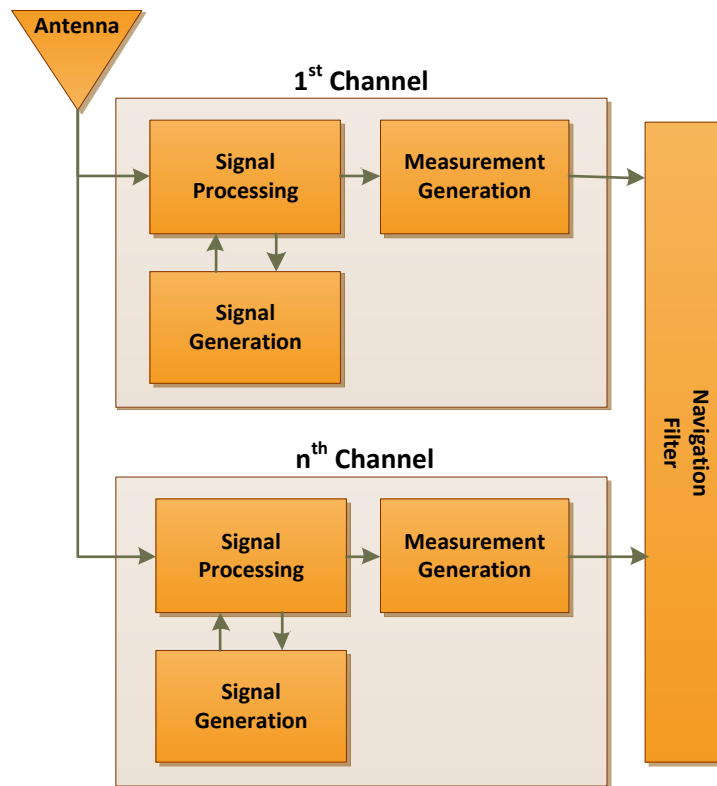 Antenna
1st Channel
Signal
Processing
Measurement
Generation
Signal
Generation
Navigation
Filter
nth Channel
Signal
Processing
Measurement
Generation
Signal
Generation